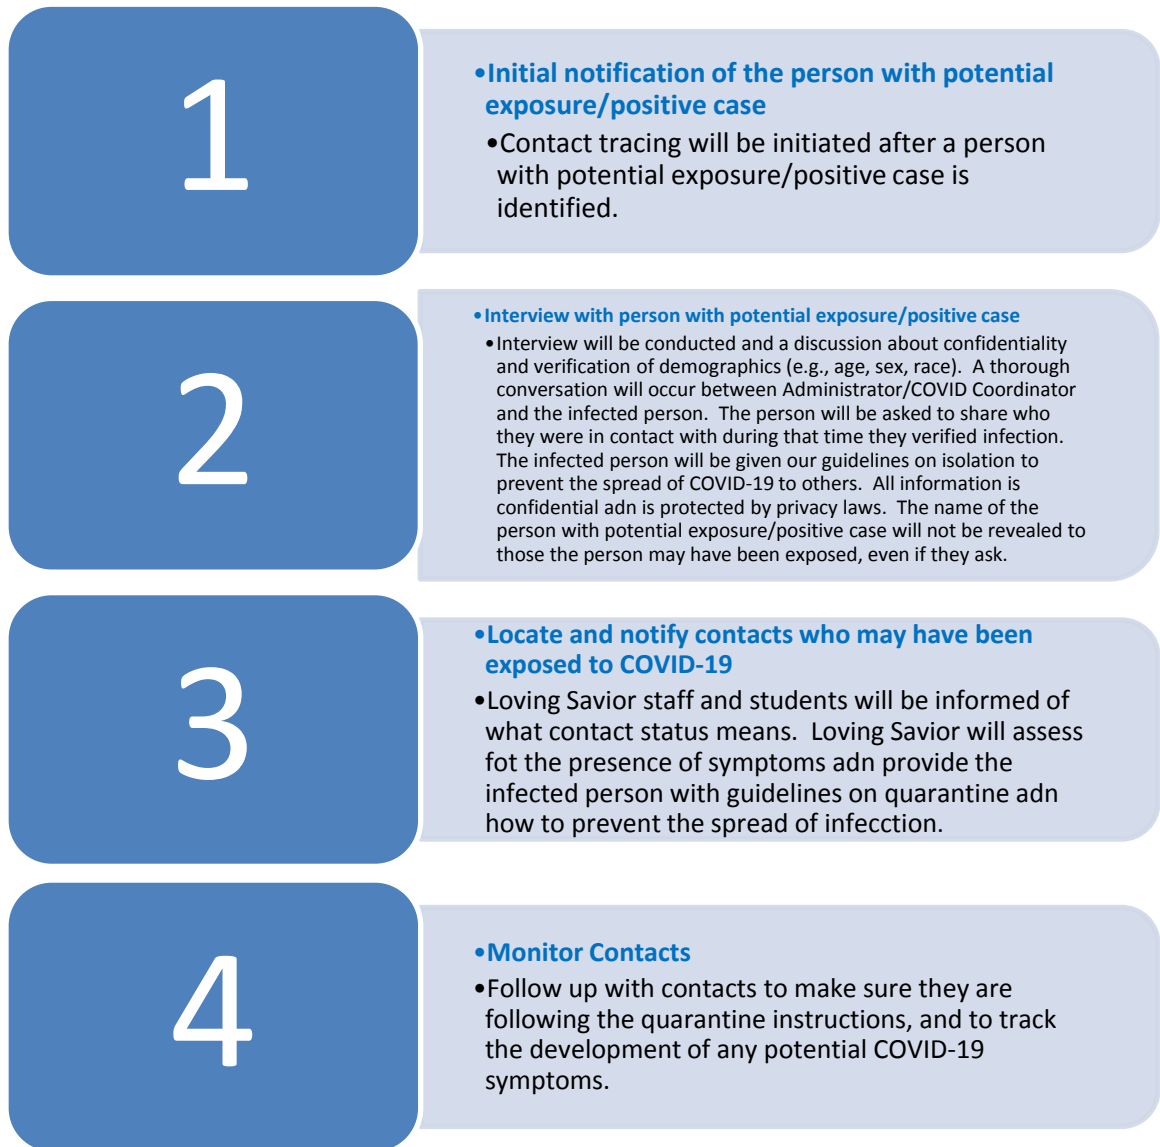 1
•Initial notification of the person with potential
exposure/positive case
•Contact tracing will be initiated after a person
with potential exposure/positive case is
identified.
2
•Interview with person with potential exposure/positive case
•Interview will be conducted and a discussion about confidentiality
and verification of demographics (e.g., age, sex, race).  A thorough
conversation will occur between Administrator/COVID Coordinator
and the infected person.  The person will be asked to share who
they were in contact with during that time they verified infection.
The infected person will be given our guidelines on isolation to
prevent the spread of COVID-19 to others.  All information is
confidential adn is protected by privacy laws.  The name of the
person with potential exposure/positive case will not be revealed to
those the person may have been exposed, even if they ask.
3
•Locate and notify contacts who may have been
exposed to COVID-19
•Loving Savior staff and students will be informed of
what contact status means.  Loving Savior will assess
fot the presence of symptoms adn provide the
infected person with guidelines on quarantine adn
how to prevent the spread of infecction.
4
•Monitor Contacts
•Follow up with contacts to make sure they are
following the quarantine instructions, and to track
the development of any potential COVID-19
symptoms.